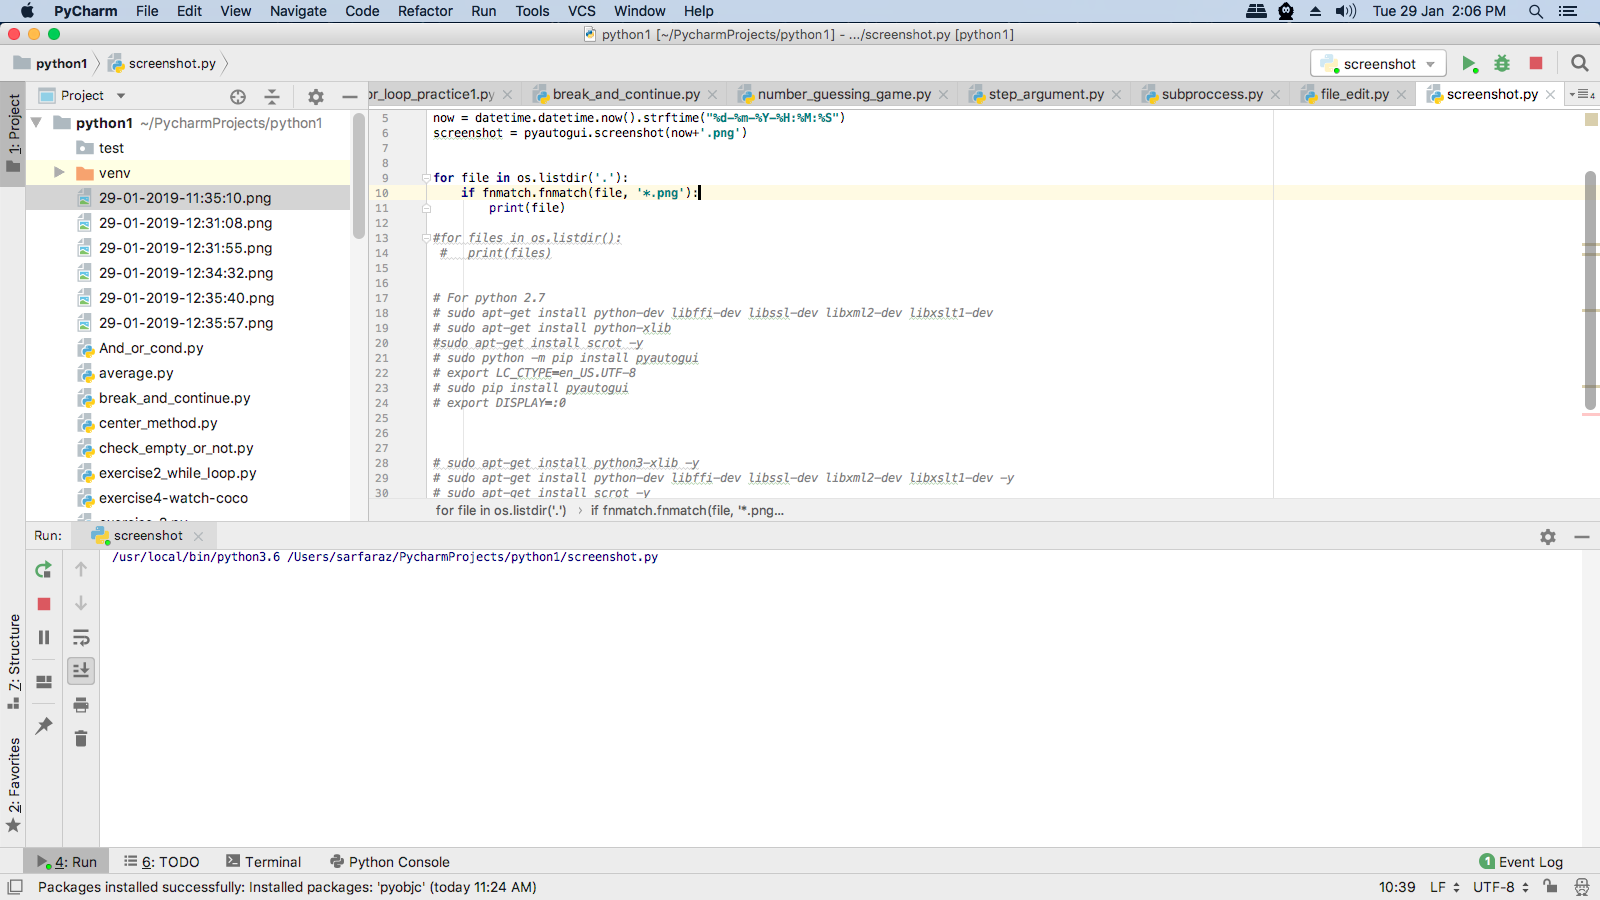 PyCharm File Edit View Navigate Code Refactor Run Tools VCS Window Help Tue 29 Jan 2:06 PM
python1 [~/PycharmProjects/python1] - .../screenshot.py [python1]
python1 screenshot.py screenshot
1: Project
Project
or_loop_practice1.py break_and_continue.py number_guessing_game.py step_argument.py subproccess.py file_edit.py screenshot.py 4
python1 ~/PycharmProjects/python1
test
venv
29-01-2019-11:35:10.png
29-01-2019-12:31:08.png
29-01-2019-12:31:55.png
29-01-2019-12:34:32.png
29-01-2019-12:35:40.png
29-01-2019-12:35:57.png
And_or_cond.py
average.py
break_and_continue.py
center_method.py
check_empty_or_not.py
exercise2_while_loop.py
exercise4-watch-coco
5 now = datetime.datetime.now().strftime("%d-%m-%Y-%H:%M:%S")
6 screenshot = pyautogui.screenshot(now+'.png')
7
8
9 for file in os.listdir('.'):
10 if fnmatch.fnmatch(file, '*.png'):
11 print(file)
12
13 #for files in os.listdir():
14 # print(files)
15
16
17 # For python 2.7
18 # sudo apt-get install python-dev libffi-dev libssl-dev libxml2-dev libxslt1-dev
19 # sudo apt-get install python-xlib
20 #sudo apt-get install scrot -y
21 # sudo python -m pip install pyautogui
22 # export LC_CTYPE=en_US.UTF-8
23 # sudo pip install pyautogui
24 # export DISPLAY=:0
25
26
27
28 # sudo apt-get install python3-xlib -y
29 # sudo apt-get install python-dev libffi-dev libssl-dev libxml2-dev libxslt1-dev -y
30 # sudo apt-get install scrot -y
for file in os.listdir('.') › if fnmatch.fnmatch(file, '*.png...
Run: screenshot
/usr/local/bin/python3.6 /Users/sarfaraz/PycharmProjects/python1/screenshot.py
7: Structure
2: Favorites
4: Run 6: TODO Terminal Python Console 1 Event Log
Packages installed successfully: Installed packages: 'pyobjc' (today 11:24 AM) 10:39 LF UTF-8